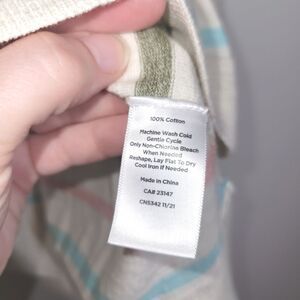 100% Cotton
Machine Wash Cold
Gentle Cycle
Only Non-Chlorine Bleach
When Needed
Reshape, Lay Flat To Dry
Cool Iron If Needed
Made in China
CA# 23147
CN5342 11/21